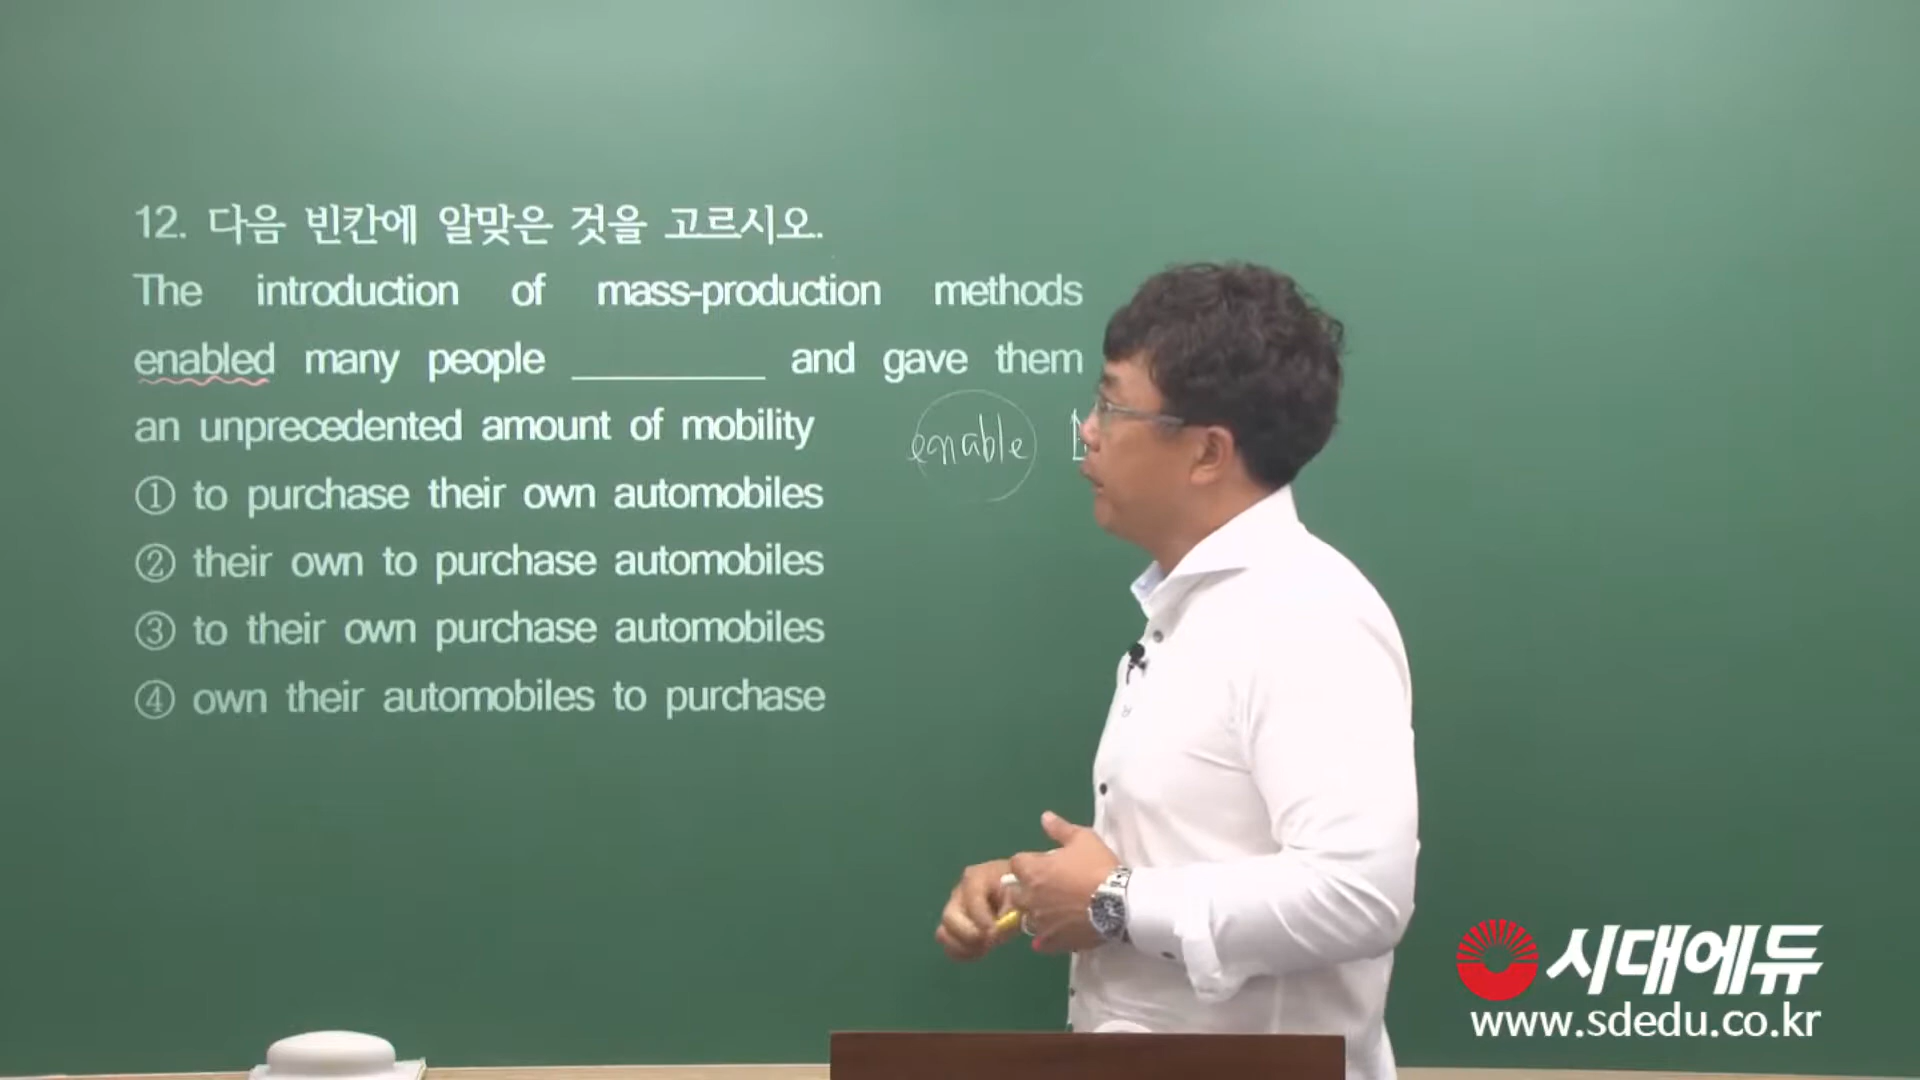 12. 다음 빈칸에 알맞은 것을 고르시오.
The introduction of mass-production methods
enabled many people __________ and gave them
an unprecedented amount of mobility
enable
① to purchase their own automobiles
② their own to purchase automobiles
③ to their own purchase automobiles
④ own their automobiles to purchase
시대에듀
www.sdedu.co.kr